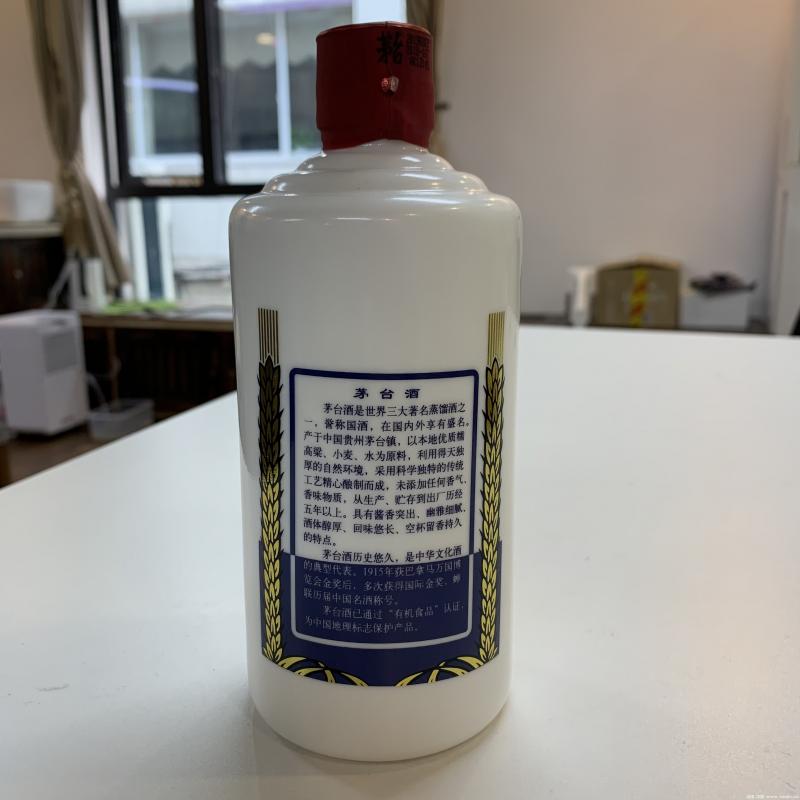 茅台
茅台酒
茅台酒是世界三大著名蒸馏酒之
一，誉称国酒，在国内外享有盛名。
产于中国贵州茅台镇，以本地优质糯
高粱、小麦、水为原料，利用得天独
厚的自然环境，采用科学独特的传统
工艺精心酿制而成，未添加任何香气、
香味物质，从生产、贮存到出厂历经
五年以上。具有酱香突出、幽雅细腻、
酒体醇厚、回味悠长、空杯留香持久
的特点。
茅台酒历史悠久，是中华文化酒
的典型代表。1915年获巴拿马万国博
览会金奖后，多次获得国际金奖，蝉
联历届中国名酒称号。
茅台酒已通过“有机食品”认证，
为中国地理标志保护产品。